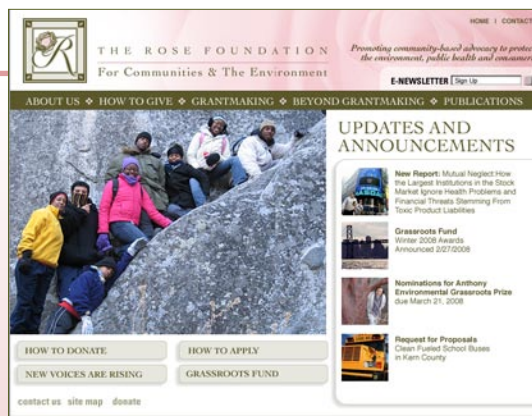 HOME | CONTACT
R
THE ROSE FOUNDATION
For Communities & The Environment
Promoting community-based advocacy to protect
the environment, public health and consumers
E-NEWSLETTER Sign Up
ABOUT US ❖ HOW TO GIVE ❖ GRANTMAKING ❖ BEYOND GRANTMAKING ❖ PUBLICATIONS
UPDATES AND
ANNOUNCEMENTS
New Report: Mutual Neglect How
the Largest Institutions in the Stock
Market Ignore Health Problems and
Financial Threats Stemming From
Toxic Product Liabilities
Grassroots Fund
Winter 2008 Awards
Announced 2/27/2008
Nominations for Anthony
Environmental Grassroots Prize
due March 21, 2008
Request for Proposals
Clean Fueled School Buses
in Kern County
HOW TO DONATE
HOW TO APPLY
NEW VOICES ARE RISING
GRASSROOTS FUND
contact us site map donate